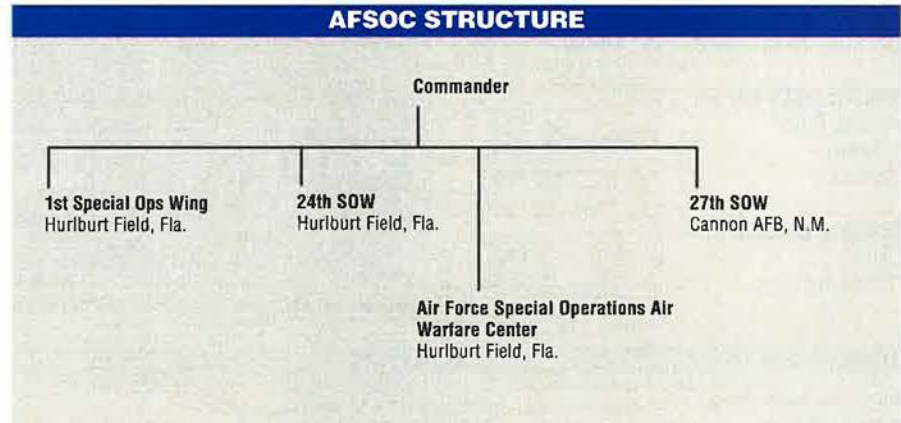 AFSOC STRUCTURE
Commander
1st Special Ops Wing
Hurlburt Field, Fla.
24th SOW
Hurlburt Field, Fla.
27th SOW
Cannon AFB, N.M.
Air Force Special Operations Air
Warfare Center
Hurlburt Field, Fla.